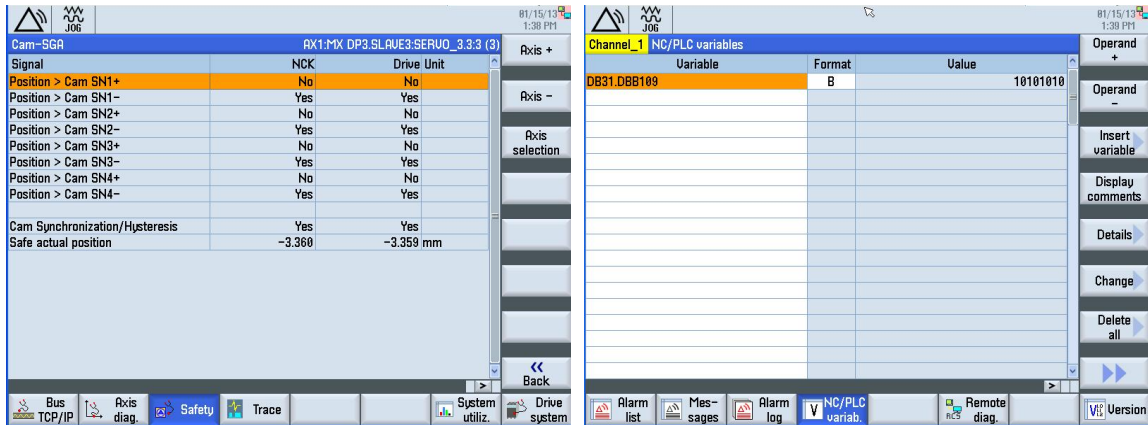 JOG
01/15/13
1:38 PM
Cam-SGA AX1:MX DP3.SLAVE3:SERVO_3.3:3 (3)
Signal NCK Drive Unit
Position > Cam SN1+ No No
Position > Cam SN1- Yes Yes
Position > Cam SN2+ No No
Position > Cam SN2- Yes Yes
Position > Cam SN3+ No No
Position > Cam SN3- Yes Yes
Position > Cam SN4+ No No
Position > Cam SN4- Yes Yes
Cam Synchronization/Hysteresis Yes Yes
Safe actual position -3.360 -3.359 mm
Axis +
Axis -
Axis
selection
«
Back
>
Bus
TCP/IP
Axis
diag.
Safety
Trace
System
utiliz.
Drive
system
JOG
01/15/13
1:39 PM
Channel_1 NC/PLC variables
Variable Format Value
DB31.DBB109 B 10101010
Operand
+
Operand
-
Insert
variable
Display
comments
Details
Change
Delete
all
>
Alarm
list
Mes-
sages
Alarm
log
V NC/PLC
variab.
RCS
Remote
diag.
Version